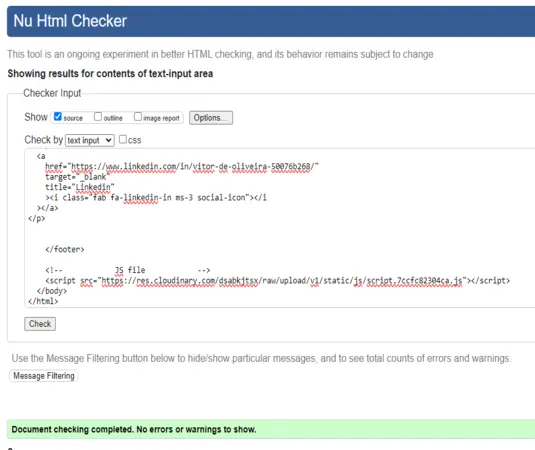 Nu Html Checker
This tool is an ongoing experiment in better HTML checking, and its behavior remains subject to change
Showing results for contents of text-input area
Checker Input
Show source outline image report Options...
Check by text input css
<a
href="https://www.linkedin.com/in/vitor-de-oliveira-50076b268/"
target="_blank"
title="Linkedin"
><i class="fab fa-linkedin-in ms-3 social-icon"></i
></a>
</p>
</footer>
<!-- JS file -->
<script src="https://res.cloudinary.com/dsabkjtsx/raw/upload/v1/static/js/script.7ccfc82304ca.js"></script>
</body>
</html>
Check
Use the Message Filtering button below to hide/show particular messages, and to see total counts of errors and warnings.
Message Filtering
Document checking completed. No errors or warnings to show.